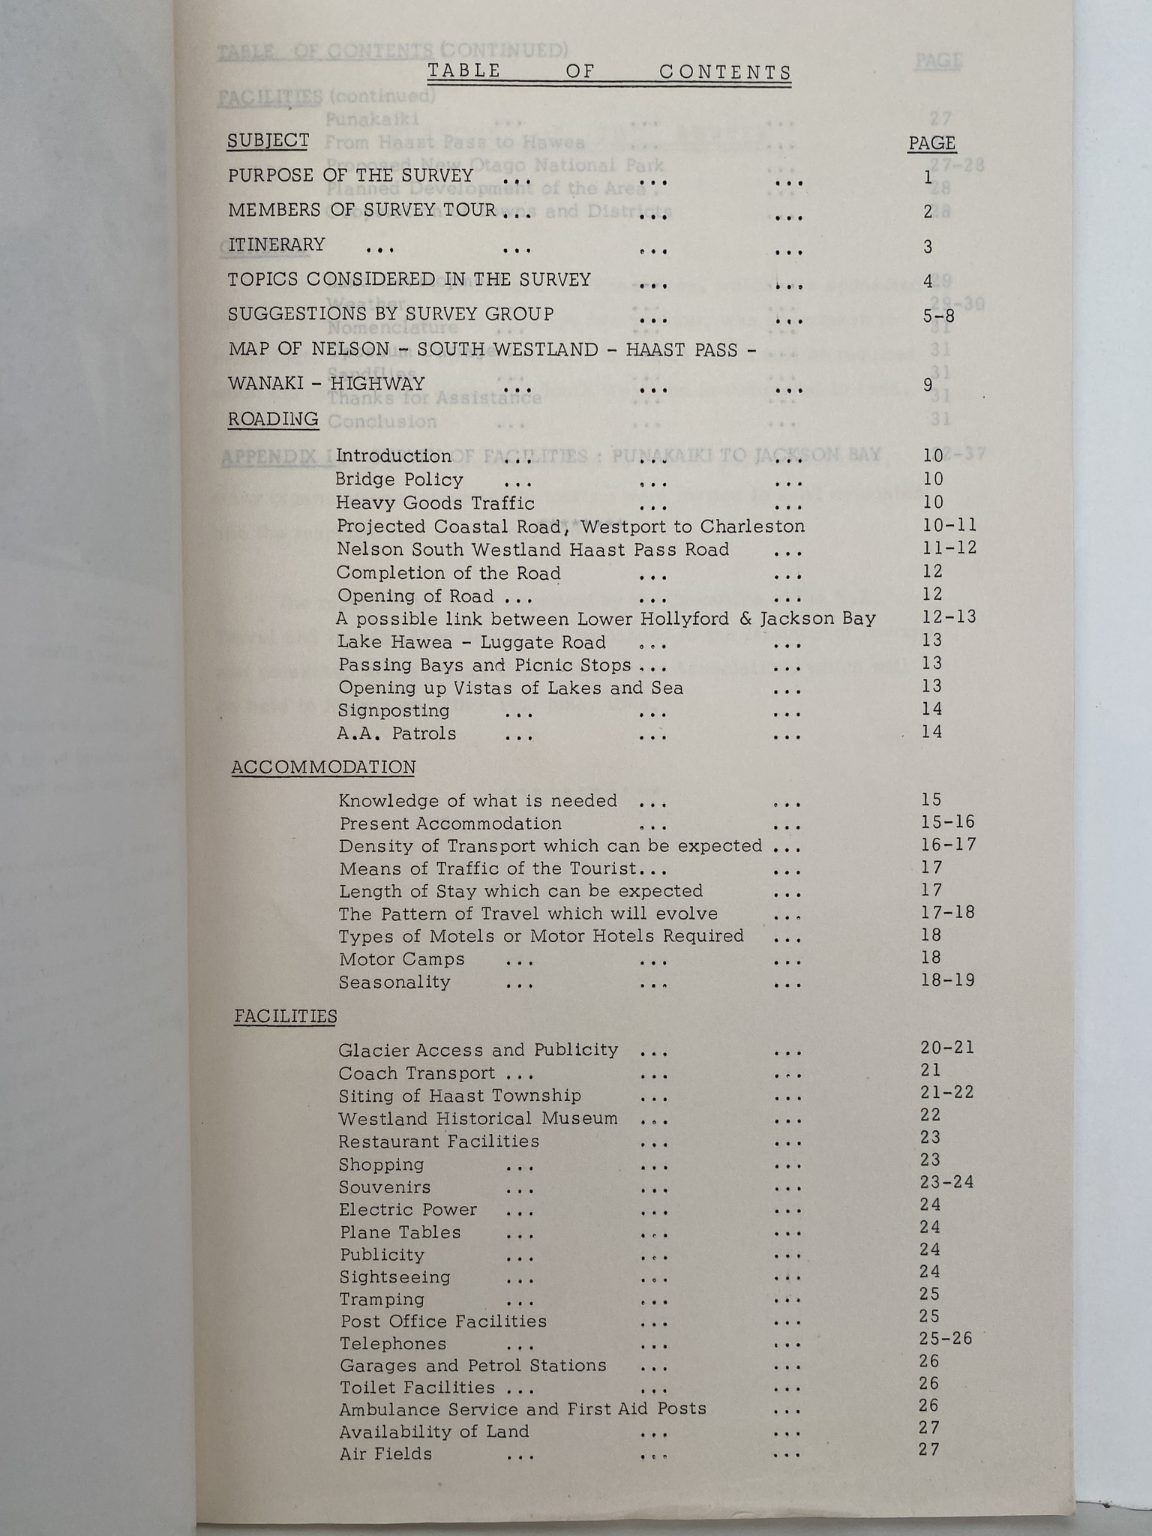 TABLE OF CONTENTS
SUBJECT PAGE
PURPOSE OF THE SURVEY ... ... ... 1
MEMBERS OF SURVEY TOUR ... ... ... 2
ITINERARY ... ... ... ... 3
TOPICS CONSIDERED IN THE SURVEY ... ... 4
SUGGESTIONS BY SURVEY GROUP ... ... 5-8
MAP OF NELSON - SOUTH WESTLAND - HAAST PASS -
WANAKI - HIGHWAY ... ... ... 9
ROADING
Introduction ... ... ... 10
Bridge Policy ... ... ... 10
Heavy Goods Traffic ... ... 10
Projected Coastal Road, Westport to Charleston 10-11
Nelson South Westland Haast Pass Road ... 11-12
Completion of the Road ... ... 12
Opening of Road ... ... ... 12
A possible link between Lower Hollyford & Jackson Bay 12-13
Lake Hawea - Luggate Road ... ... 13
Passing Bays and Picnic Stops ... ... 13
Opening up Vistas of Lakes and Sea ... 13
Signposting ... ... ... 14
A.A. Patrols ... ... ... 14
ACCOMMODATION
Knowledge of what is needed ... ... 15
Present Accommodation ... ... 15-16
Density of Transport which can be expected ... 16-17
Means of Traffic of the Tourist... ... 17
Length of Stay which can be expected ... 17
The Pattern of Travel which will evolve ... 17-18
Types of Motels or Motor Hotels Required ... 18
Motor Camps ... ... ... 18
Seasonality ... ... ... 18-19
FACILITIES
Glacier Access and Publicity ... ... 20-21
Coach Transport ... ... ... 21
Siting of Haast Township ... ... 21-22
Westland Historical Museum ... ... 22
Restaurant Facilities ... ... 23
Shopping ... ... ... 23
Souvenirs ... ... ... 23-24
Electric Power ... ... ... 24
Plane Tables ... ... ... 24
Publicity ... ... ... 24
Sightseeing ... ... ... 24
Tramping ... ... ... 25
Post Office Facilities ... ... 25
Telephones ... ... ... 25-26
Garages and Petrol Stations ... ... 26
Toilet Facilities ... ... ... 26
Ambulance Service and First Aid Posts ... 26
Availability of Land ... ... 27
Air Fields ... ... ... 27